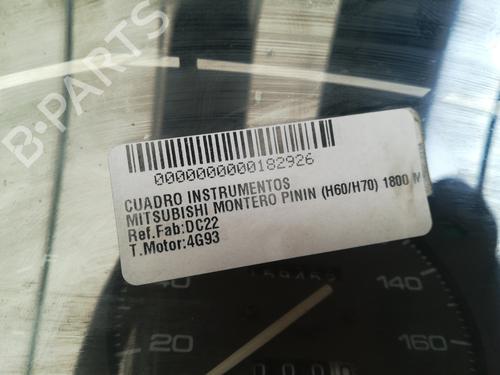 B-PARTS
0000000000182926
CUADRO INSTRUMENTOS
MITSUBISHI MONTERO PININ (H60/H70) 1800 M
Ref.Fab:DC22
T.Motor:4G93
40
140
20
160